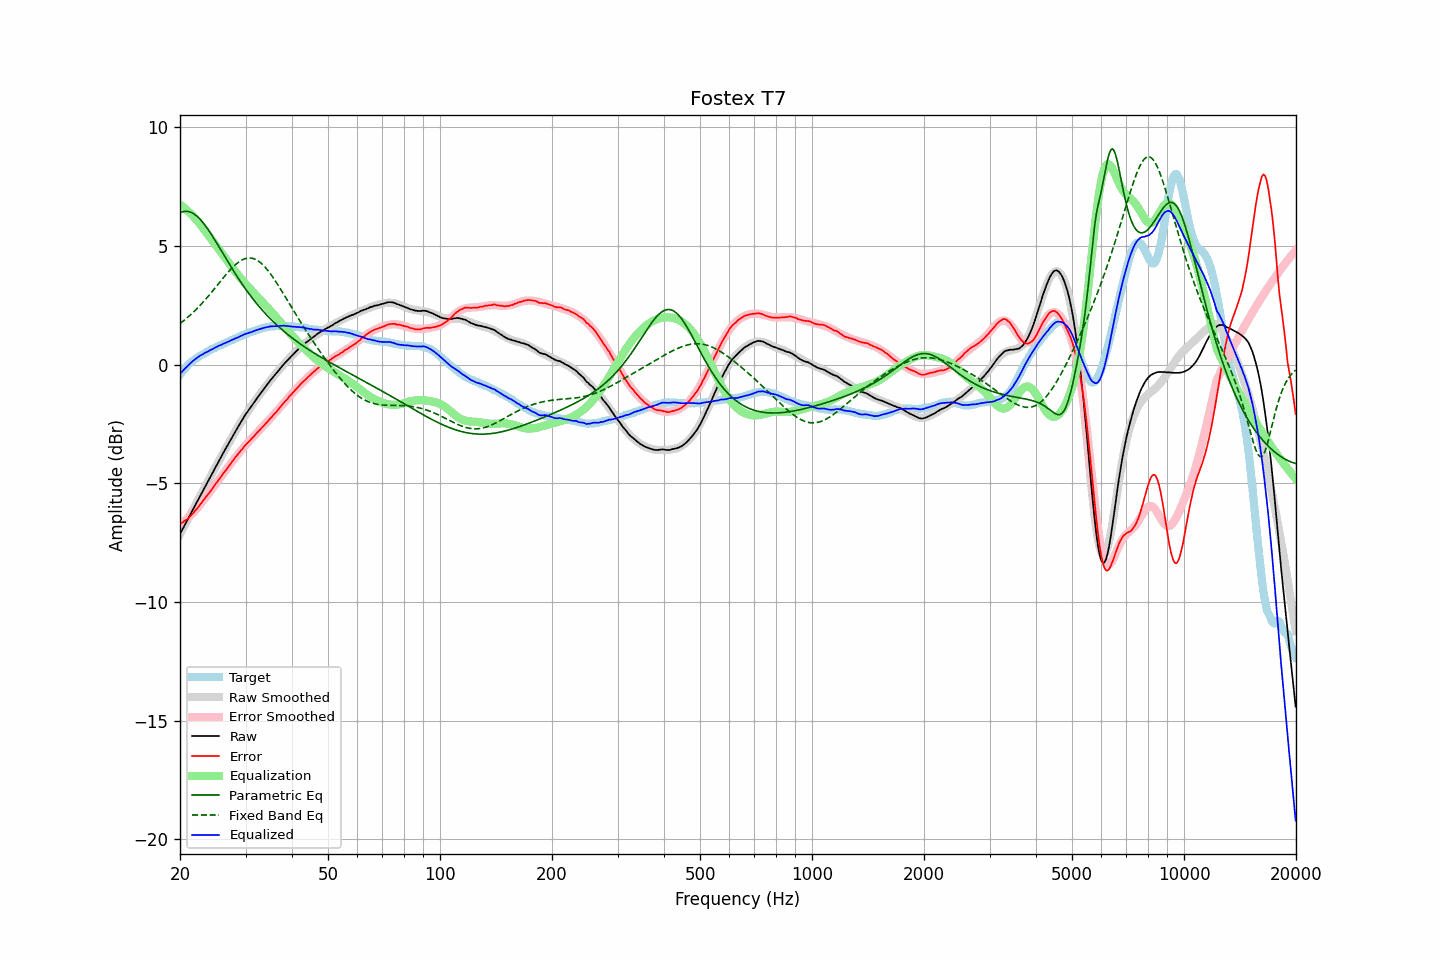 Fostex T7
Amplitude (dBr)
10
5
0
−5
−10
−15
−20
Target
Raw Smoothed
Error Smoothed
Raw
Error
Equalization
Parametric Eq
Fixed Band Eq
Equalized
20 50 100 200 500 1000 2000 5000 10000 20000
Frequency (Hz)